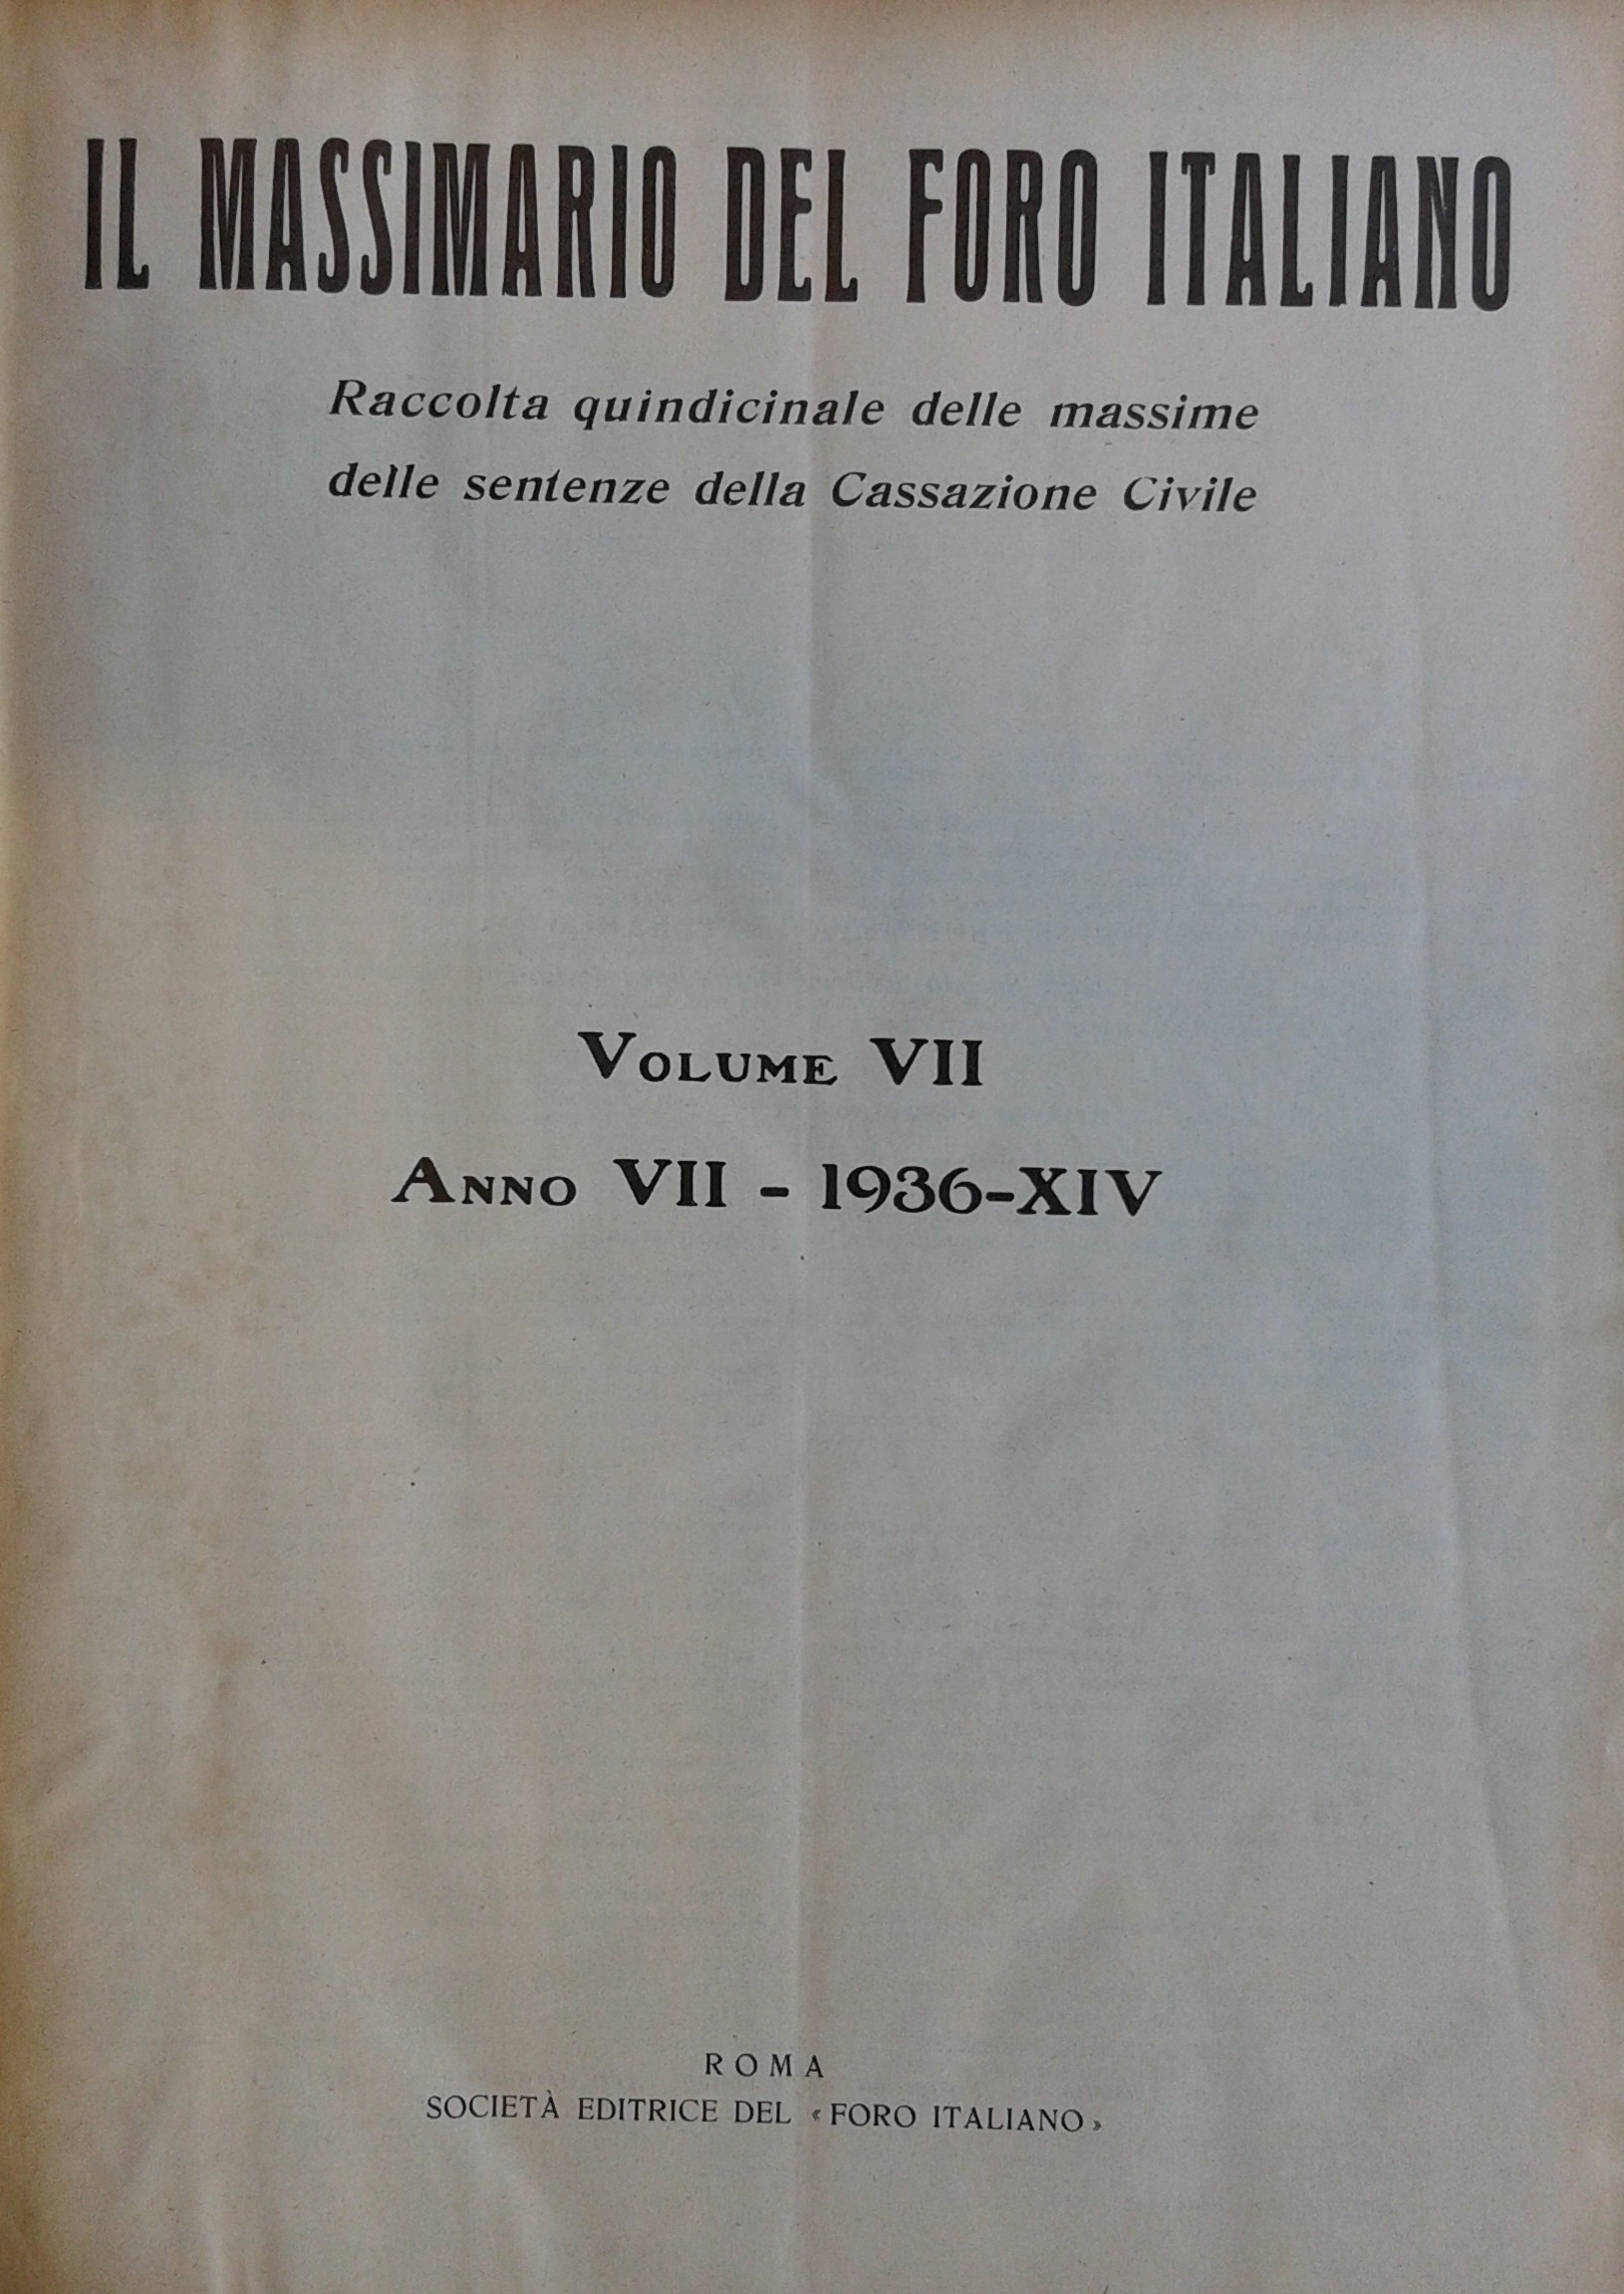 IL MASSIMARIO DEL FORO ITALIANO
Raccolta quindicinale delle massime
delle sentenze della Cassazione Civile
VOLUME VII
ANNO VII - 1936-XIV
ROMA
SOCIETÀ EDITRICE DEL «FORO ITALIANO»